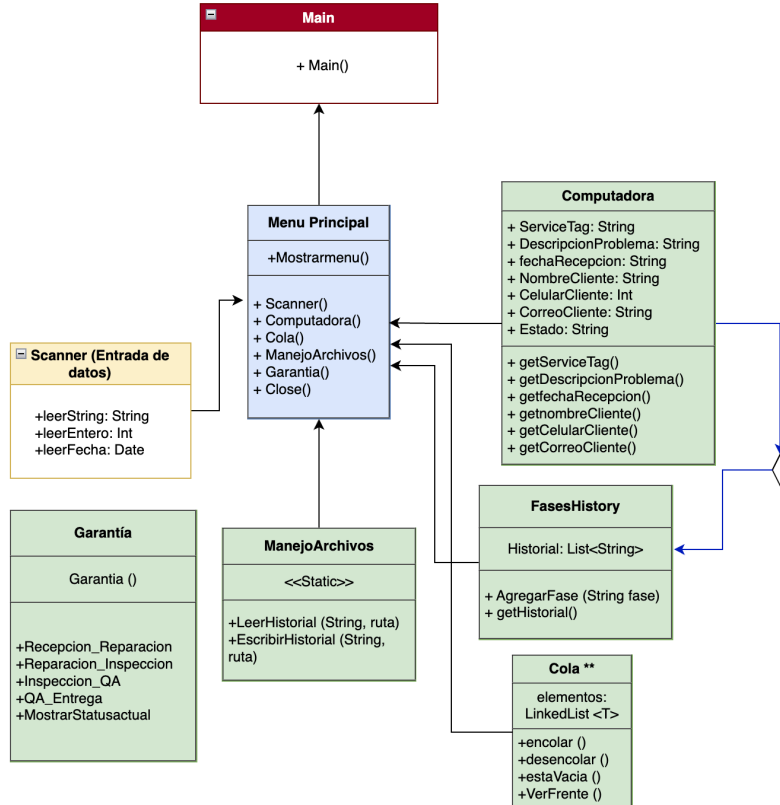 Main
+ Main()
Menu Principal
+Mostrarmenu()
+ Scanner()
+ Computadora()
+ Cola()
+ ManejoArchivos()
+ Garantia()
+ Close()
Computadora
+ ServiceTag: String
+ DescripcionProblema: String
+ fechaRecepcion: String
+ NombreCliente: String
+ CelularCliente: Int
+ CorreoCliente: String
+ Estado: String
+ getServiceTag()
+ getDescripcionProblema()
+ getfechaRecepcion()
+ getnombreCliente()
+ getCelularCliente()
+ getCorreoCliente()
Scanner (Entrada de
datos)
+leerString: String
+leerEntero: Int
+leerFecha: Date
Garantía
Garantia ()
+Recepcion_Reparacion
+Reparacion_Inspeccion
+Inspeccion_QA
+QA_Entrega
+MostrarStatusactual
ManejoArchivos
<<Static>>
+LeerHistorial (String, ruta)
+EscribirHistorial (String,
ruta)
FasesHistory
Historial: List<String>
+ AgregarFase (String fase)
+ getHistorial()
Cola **
elementos:
LinkedList <T>
+encolar ()
+desencolar ()
+estaVacia ()
+VerFrente ()